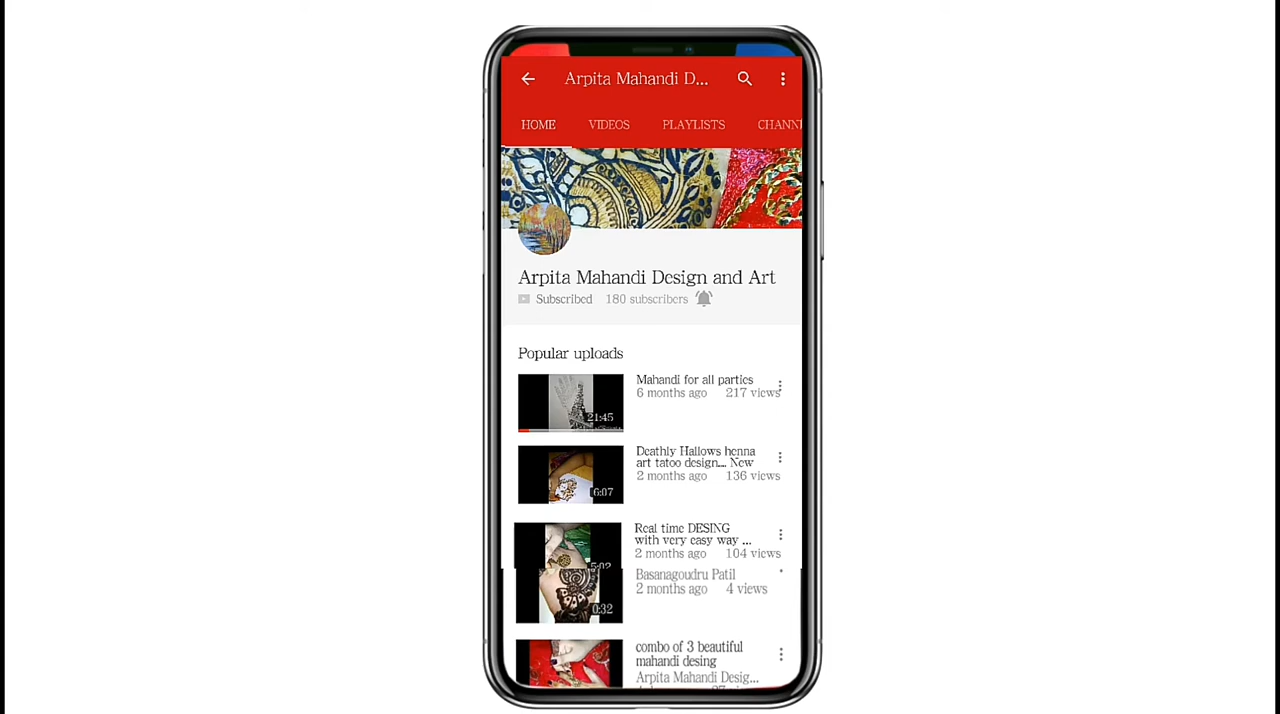 Arpita Mahandi D...
HOME VIDEOS PLAYLISTS CHANN
Arpita Mahandi Design and Art
Subscribed 180 subscribers
Popular uploads
Mahandi for all parties
6 months ago 217 views
21:45
Deathly Hallows henna
art tatoo design.... New
2 months ago 136 views
6:07
Real time DESING
with very easy way ...
2 months ago 104 views
5:02
Basanagoudru Patil
2 months ago 4 views
0:32
combo of 3 beautiful
mahandi desing
Arpita Mahandi Desig...